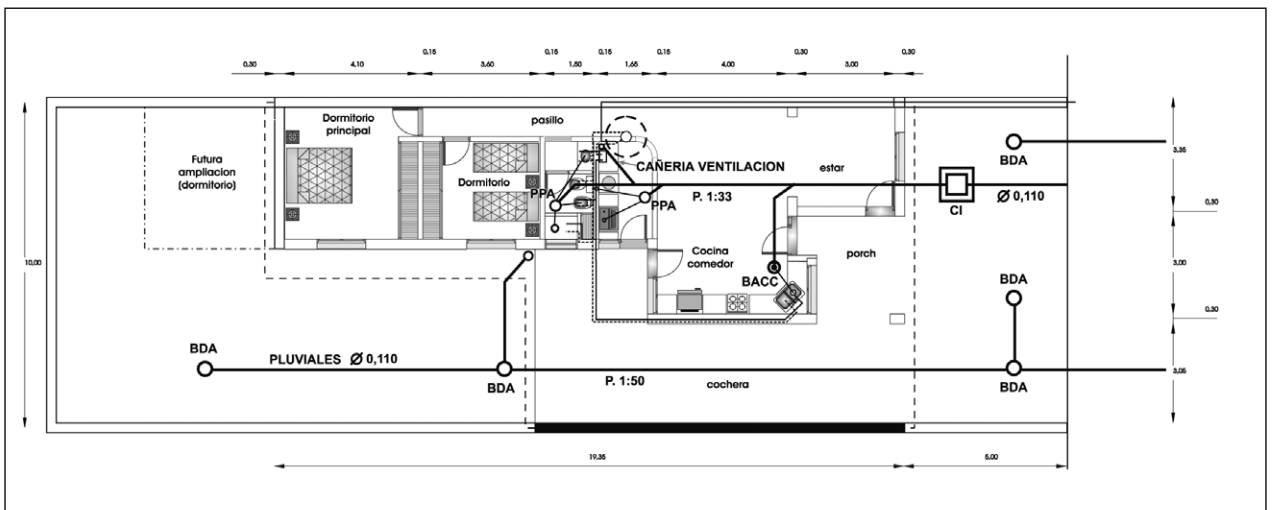 0,15 0,15 0,15 0,15 0,30 0,30
0,30 4,10 3,60 1,50 1,65 4,00 3,00
Dormitorio
principal
pasillo
Futura
ampliacion
(dormitorio)
Dormitorio
PPA
CAÑERIA VENTILACION
estar
BDA
PPA
P. 1:33
CI
Ø 0,110
Cocina
comedor
porch
BACC
BDA
BDA
PLUVIALES Ø 0,110
BDA
P. 1:50
cochera
BDA
10,00
3,35
0,30
3,00
0,30
3,05
19,35
5,00